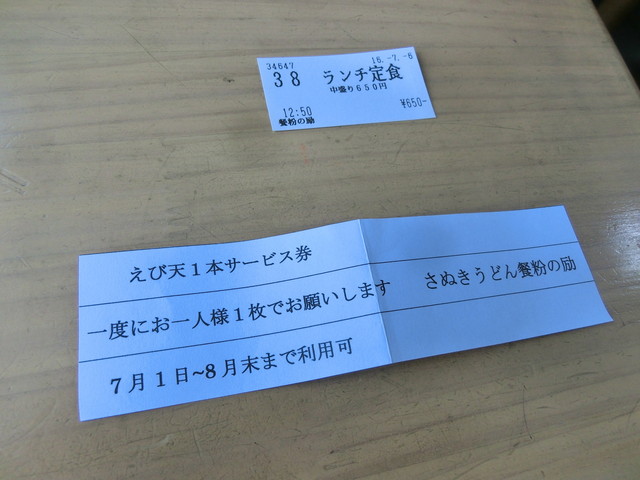 34647 16.-7.-6
38 ランチ定食
中盛り650円
¥650-
12:50
餐粉の励
えび天1本サービス券
一度にお一人様1枚でお願いします
さぬきうどん餐粉の励
7月1日~8月末まで利用可